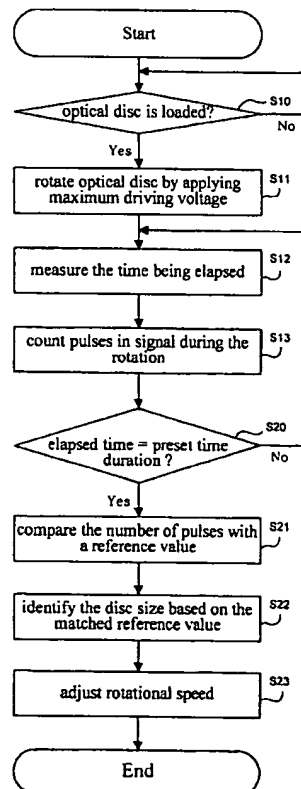 Start
optical disc is loaded?
S10
No
Yes
rotate optical disc by applying
maximum driving voltage
S11
measure the time being elapsed
S12
count pulses in signal during the
rotation
S13
elapsed time = preset time
duration ?
S20
No
Yes
compare the number of pulses with
a reference value
S21
identify the disc size based on the
matched reference value
S22
adjust rotational speed
S23
End